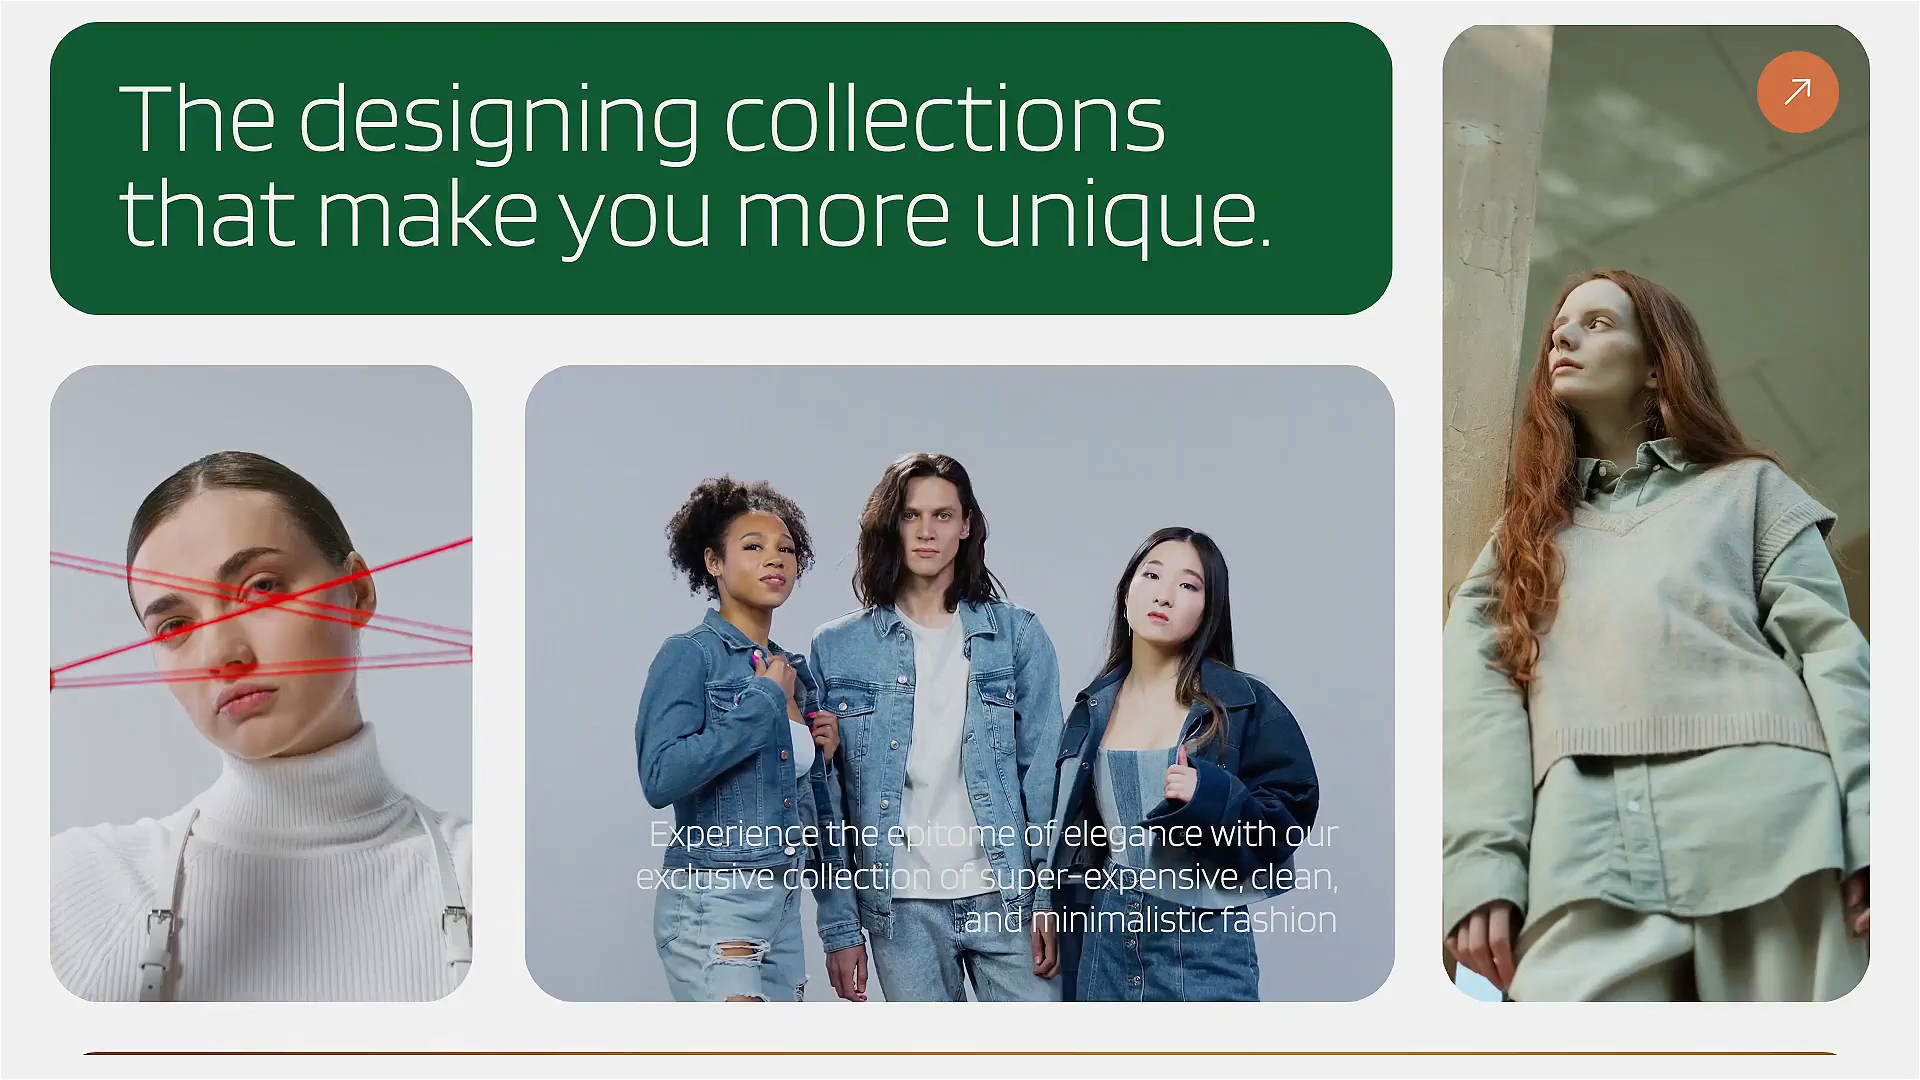 The designing collections
that make you more unique.
Experience the epitome of elegance with our
exclusive collection of super-expensive, clean,
and minimalistic fashion